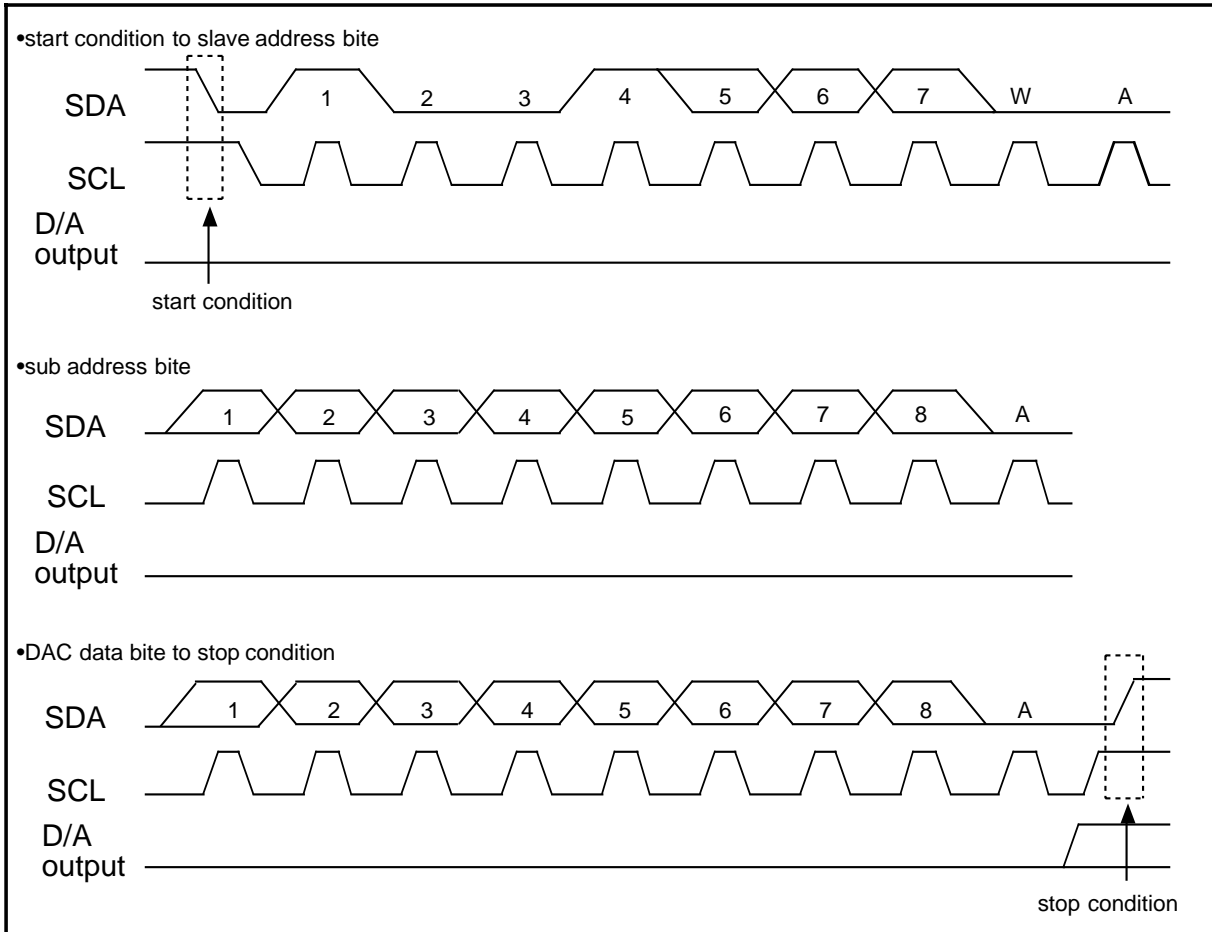 •start condition to slave address bite
SDA 1 2 3 4 5 6 7 W A
SCL
D/A
output
start condition
•sub address bite
SDA 1 2 3 4 5 6 7 8 A
SCL
D/A
output
•DAC data bite to stop condition
SDA 1 2 3 4 5 6 7 8 A
SCL
D/A
output
stop condition